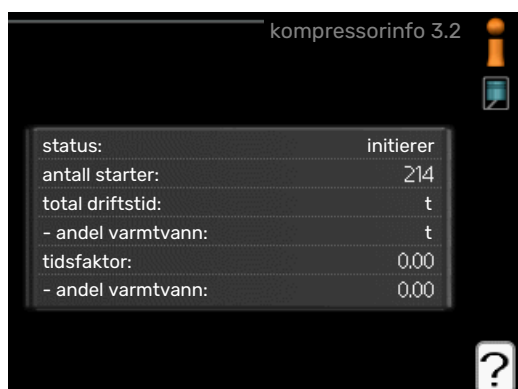 kompressorinfo 3.2
status: initierer
antall starter: 214
total driftstid: t
- andel varmtvann: t
tidsfaktor: 0.00
- andel varmtvann: 0.00
?